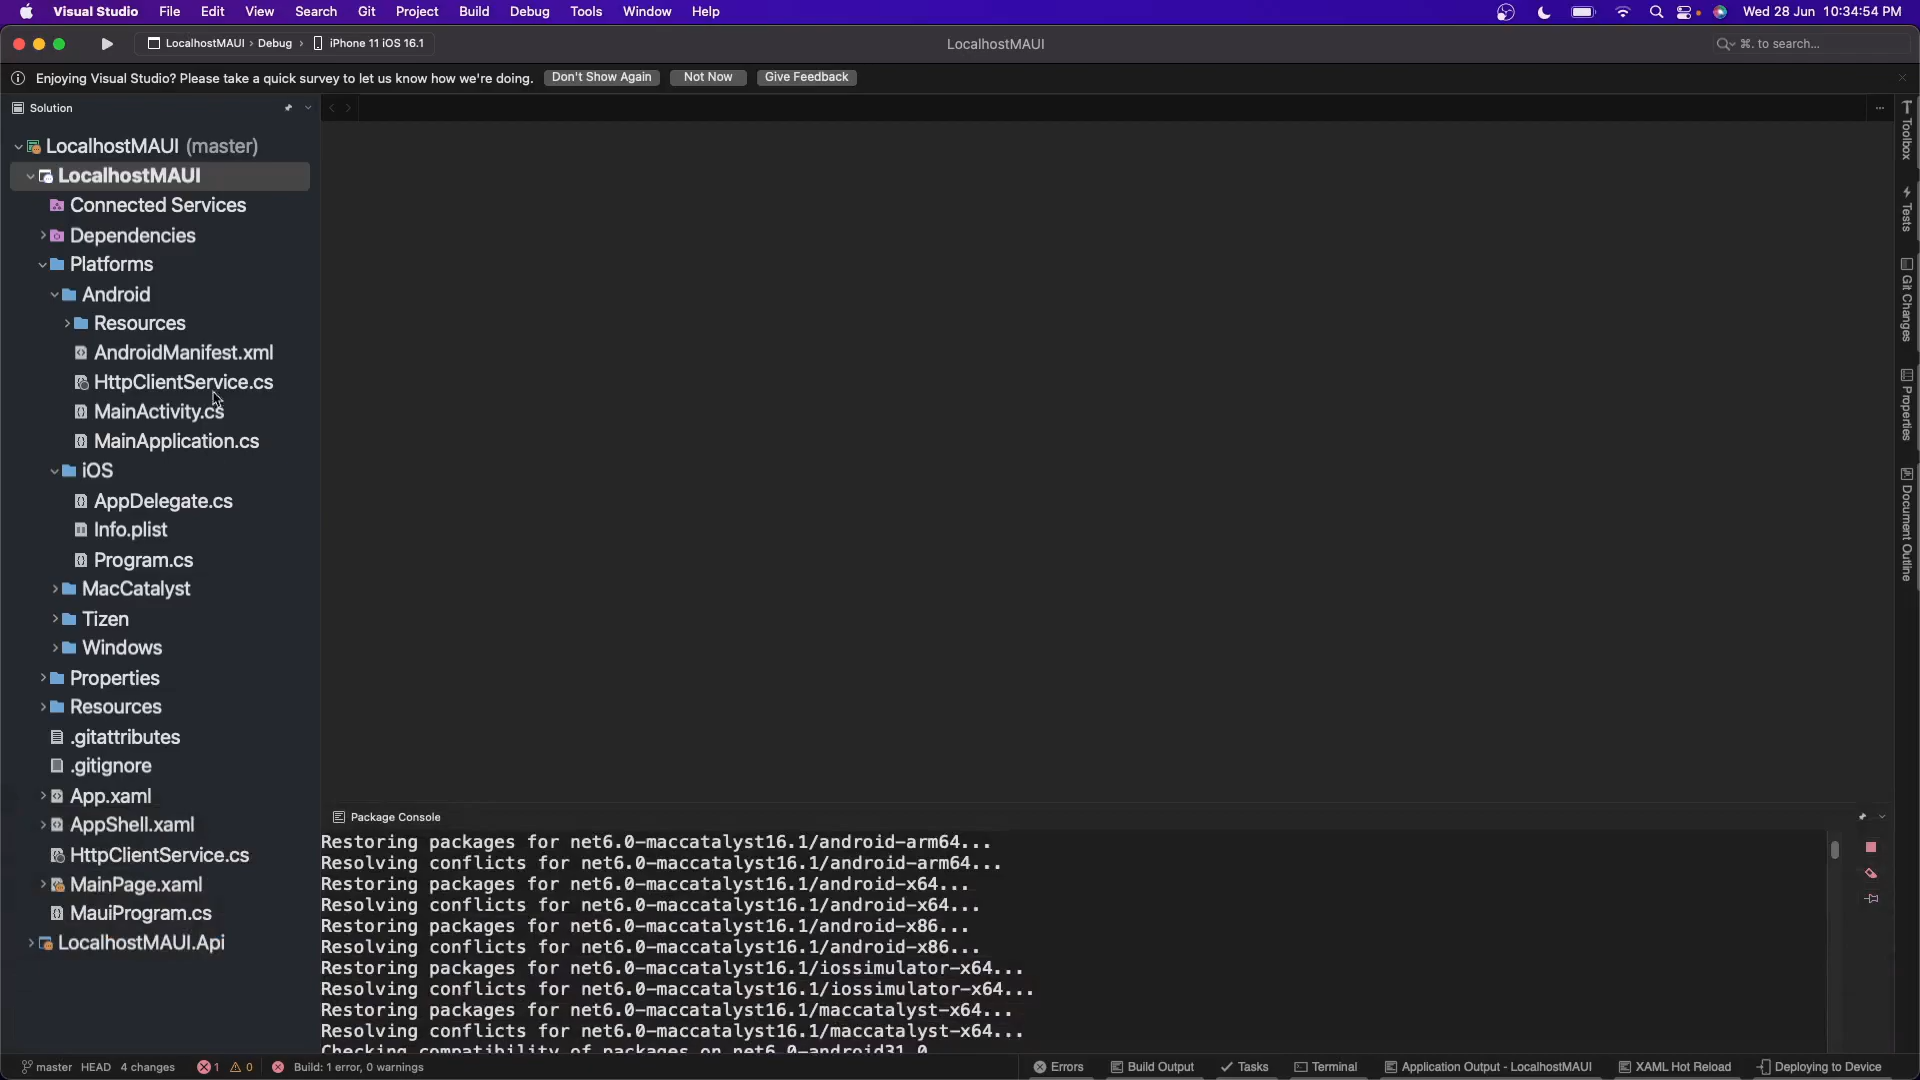 Visual Studio File Edit View Search Git Project Build Debug Tools Window Help Wed 28 Jun 10:34:54 PM
LocalhostMAUI › Debug › iPhone 11 iOS 16.1 LocalhostMAUI ⌘. to search...
Enjoying Visual Studio? Please take a quick survey to let us know how we're doing. Don't Show Again Not Now Give Feedback
Solution
LocalhostMAUI (master)
LocalhostMAUI
Connected Services
Dependencies
Platforms
Android
Resources
AndroidManifest.xml
HttpClientService.cs
MainActivity.cs
MainApplication.cs
iOS
AppDelegate.cs
Info.plist
Program.cs
MacCatalyst
Tizen
Windows
Properties
Resources
.gitattributes
.gitignore
App.xaml
AppShell.xaml
HttpClientService.cs
MainPage.xaml
MauiProgram.cs
LocalhostMAUI.Api
Package Console
Restoring packages for net6.0-maccatalyst16.1/android-arm64...
Resolving conflicts for net6.0-maccatalyst16.1/android-arm64...
Restoring packages for net6.0-maccatalyst16.1/android-x64...
Resolving conflicts for net6.0-maccatalyst16.1/android-x64...
Restoring packages for net6.0-maccatalyst16.1/android-x86...
Resolving conflicts for net6.0-maccatalyst16.1/android-x86...
Restoring packages for net6.0-maccatalyst16.1/iossimulator-x64...
Resolving conflicts for net6.0-maccatalyst16.1/iossimulator-x64...
Restoring packages for net6.0-maccatalyst16.1/maccatalyst-x64...
Resolving conflicts for net6.0-maccatalyst16.1/maccatalyst-x64...
Checking compatibility of packages on net6.0-android31.0
Toolbox
Tests
Git Changes
Properties
Document Outline
master HEAD 4 changes 1 0 Build: 1 error, 0 warnings Errors Build Output Tasks Terminal Application Output - LocalhostMAUI XAML Hot Reload Deploying to Device